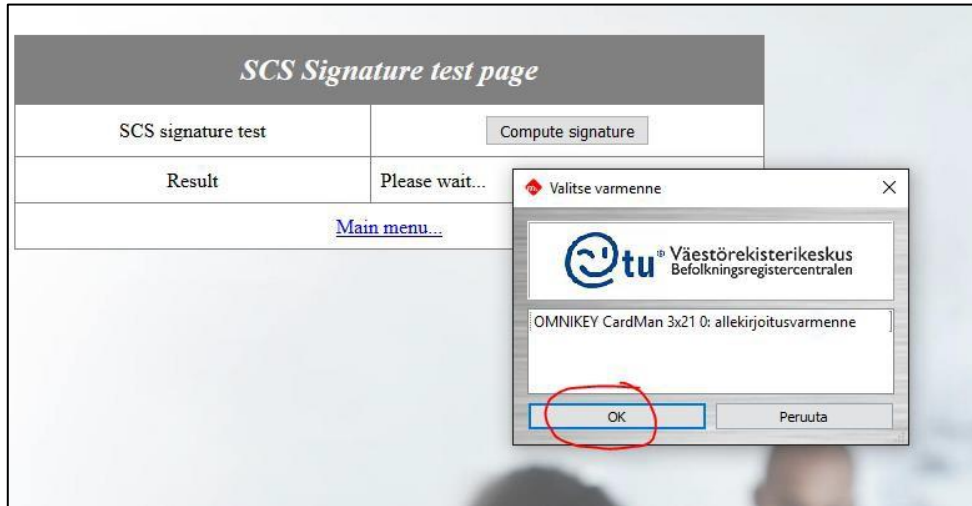 SCS Signature test page
SCS signature test
Compute signature
Result
Please wait...
Main menu...
Valitse varmenne
tu® Väestörekisterikeskus
Befolkningsregistercentralen
OMNIKEY CardMan 3x21 0: allekirjoitusvarmenne
OK
Peruuta